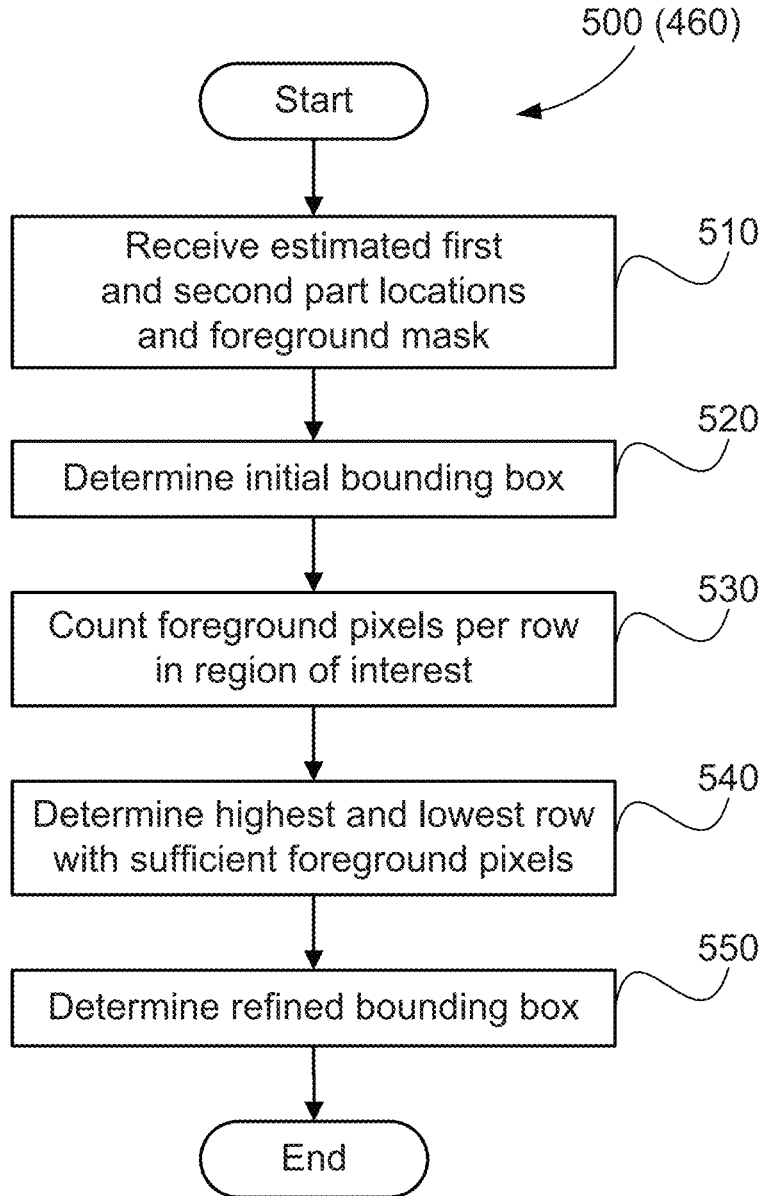 500 (460)
Start
Receive estimated first
and second part locations
and foreground mask
510
Determine initial bounding box
520
Count foreground pixels per row
in region of interest
530
Determine highest and lowest row
with sufficient foreground pixels
540
Determine refined bounding box
550
End